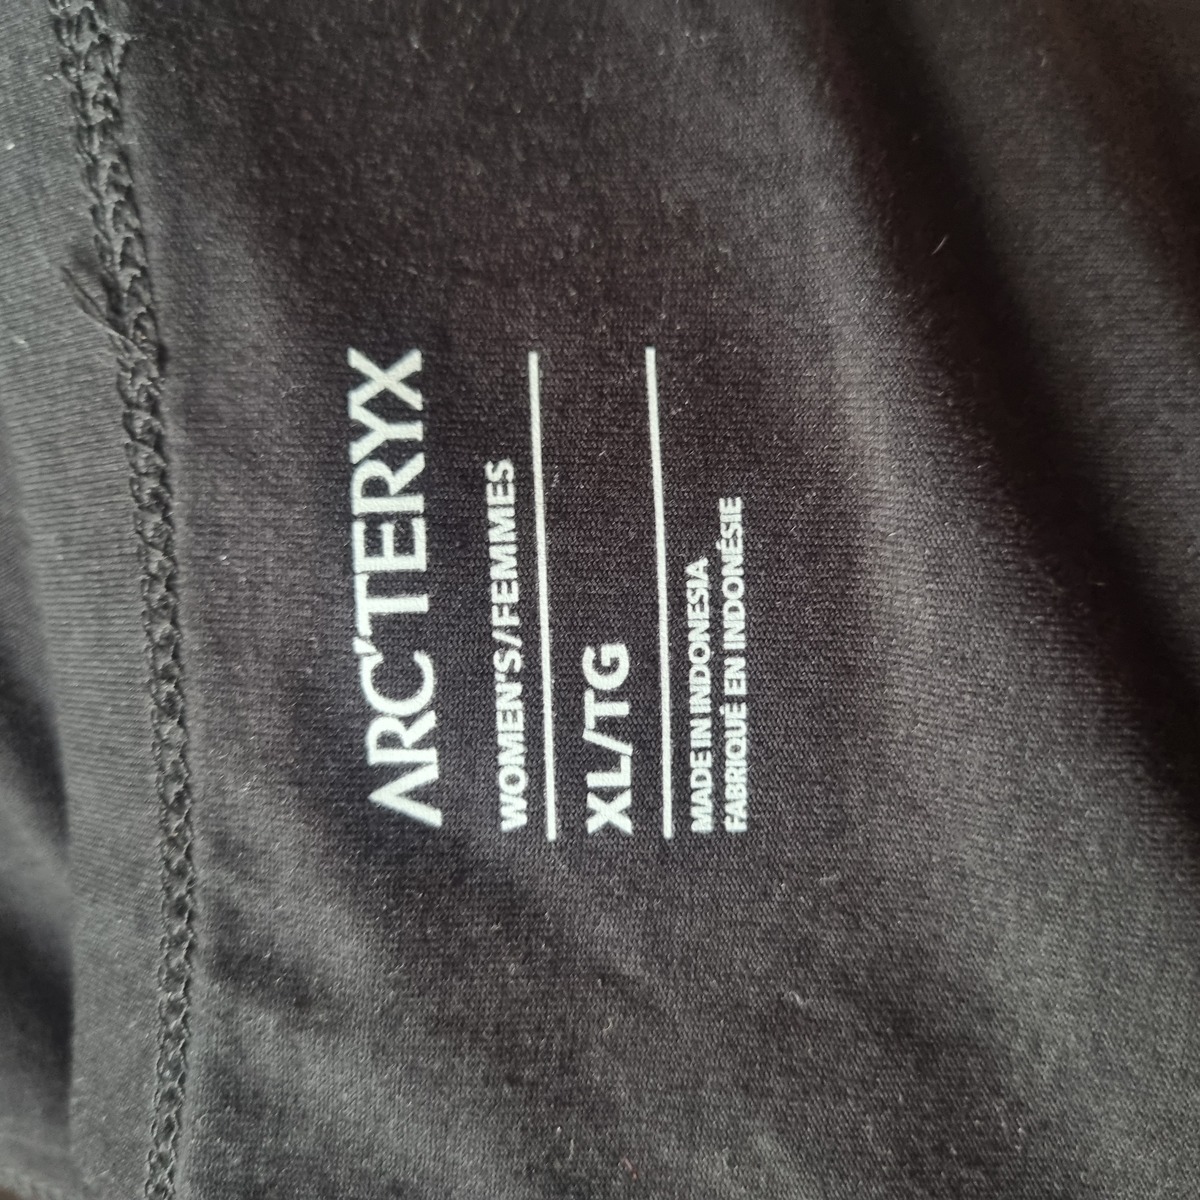 ARC'TERYX
WOMEN'S/FEMMES
XL/TG
MADE IN INDONESIA
FABRIQUÉ EN INDONÉSIE